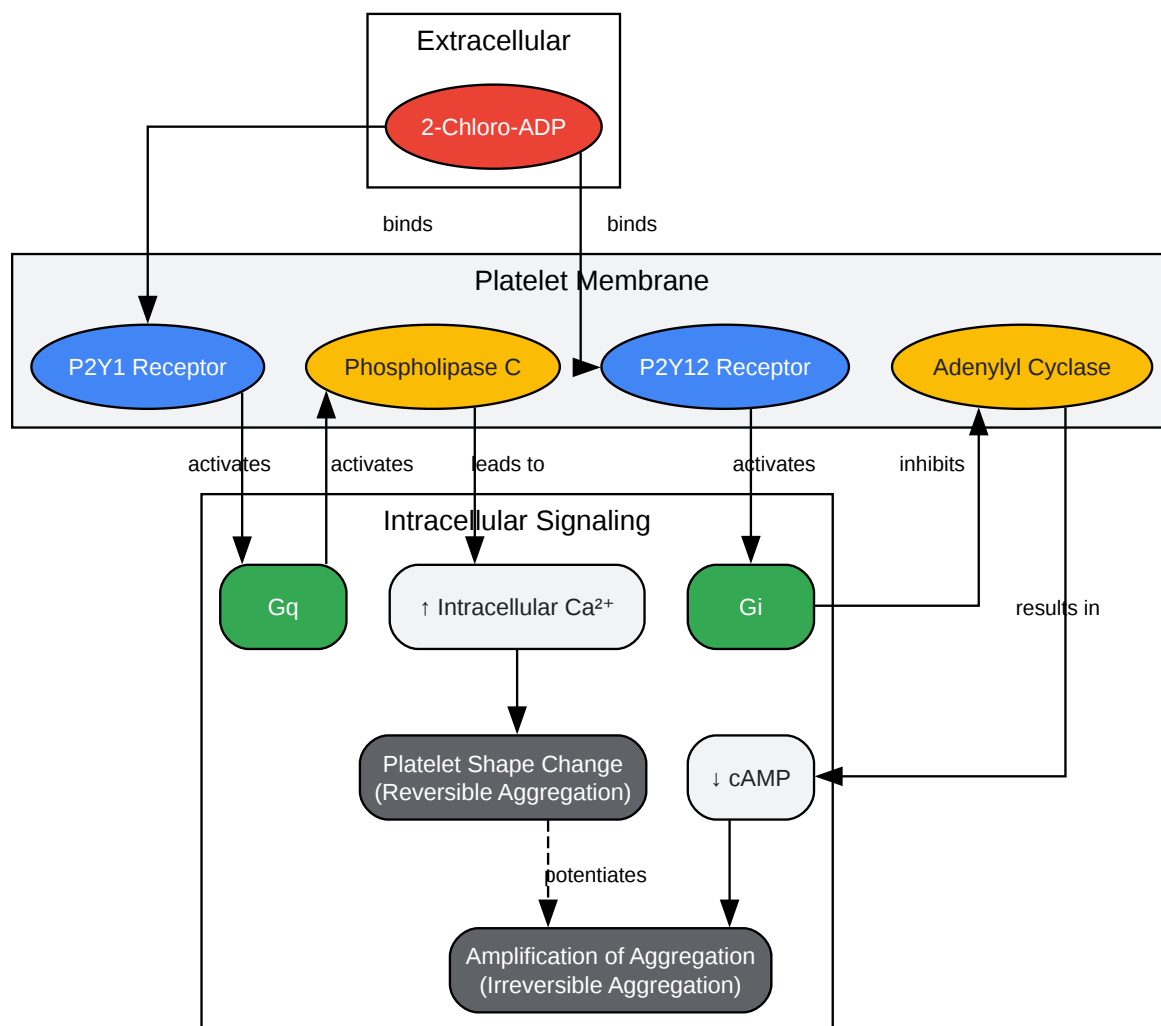 Extracellular
2-Chloro-ADP
binds
binds
Platelet Membrane
P2Y1 Receptor
Phospholipase C
P2Y12 Receptor
Adenylyl Cyclase
activates
activates
leads to
activates
inhibits
Intracellular Signaling
Gq
↑ Intracellular Ca²⁺
Gi
results in
Platelet Shape Change
(Reversible Aggregation)
↓ cAMP
potentiates
Amplification of Aggregation
(Irreversible Aggregation)